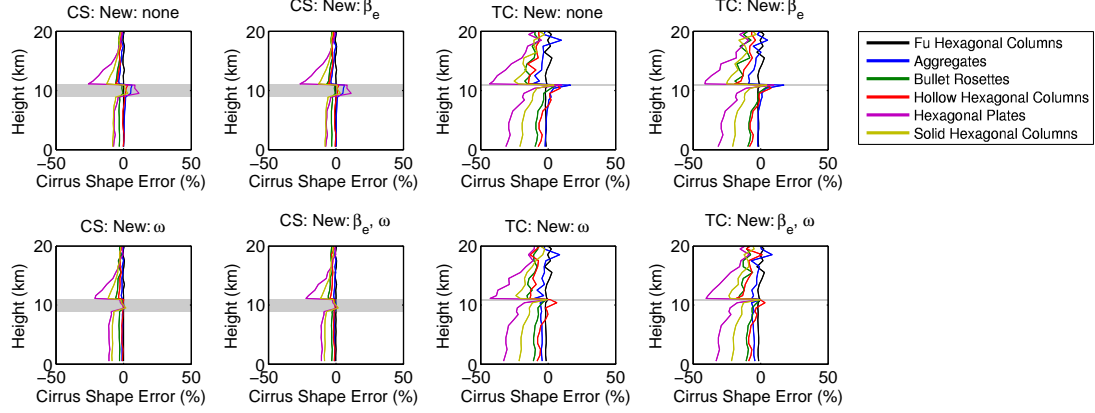 CS: New: none
CS: New: βe
TC: New: none
TC: New: βe
Height (km)
20
10
0
−50 0 50
Cirrus Shape Error (%)
Height (km)
20
10
0
−50 0 50
Cirrus Shape Error (%)
Height (km)
20
10
0
−50 0 50
Cirrus Shape Error (%)
Height (km)
20
10
0
−50 0 50
Cirrus Shape Error (%)
Fu Hexagonal Columns
Aggregates
Bullet Rosettes
Hollow Hexagonal Columns
Hexagonal Plates
Solid Hexagonal Columns
CS: New: ω
CS: New: βe, ω
TC: New: ω
TC: New: βe, ω
Height (km)
20
10
0
−50 0 50
Cirrus Shape Error (%)
Height (km)
20
10
0
−50 0 50
Cirrus Shape Error (%)
Height (km)
20
10
0
−50 0 50
Cirrus Shape Error (%)
Height (km)
20
10
0
−50 0 50
Cirrus Shape Error (%)